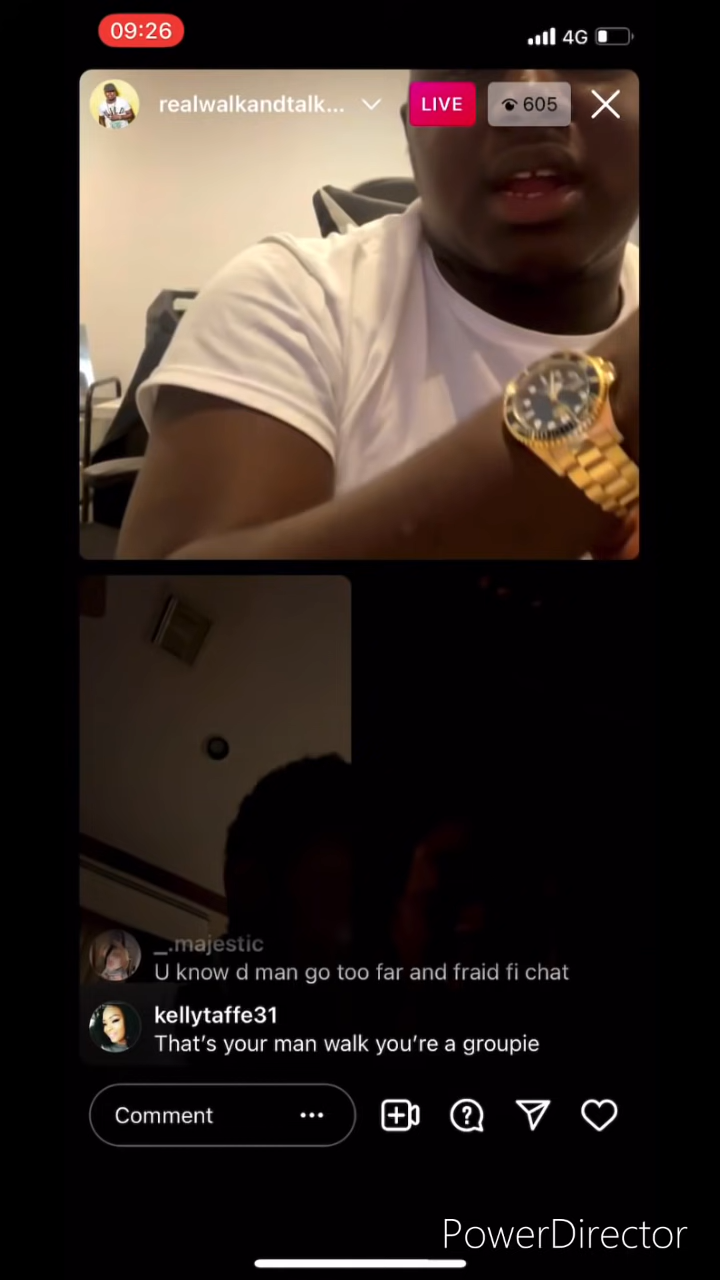 09:26
4G
realwalkandtalk...
LIVE
605
_.majestic
U know d man go too far and fraid fi chat
kellytaffe31
That's your man walk you're a groupie
Comment
PowerDirector